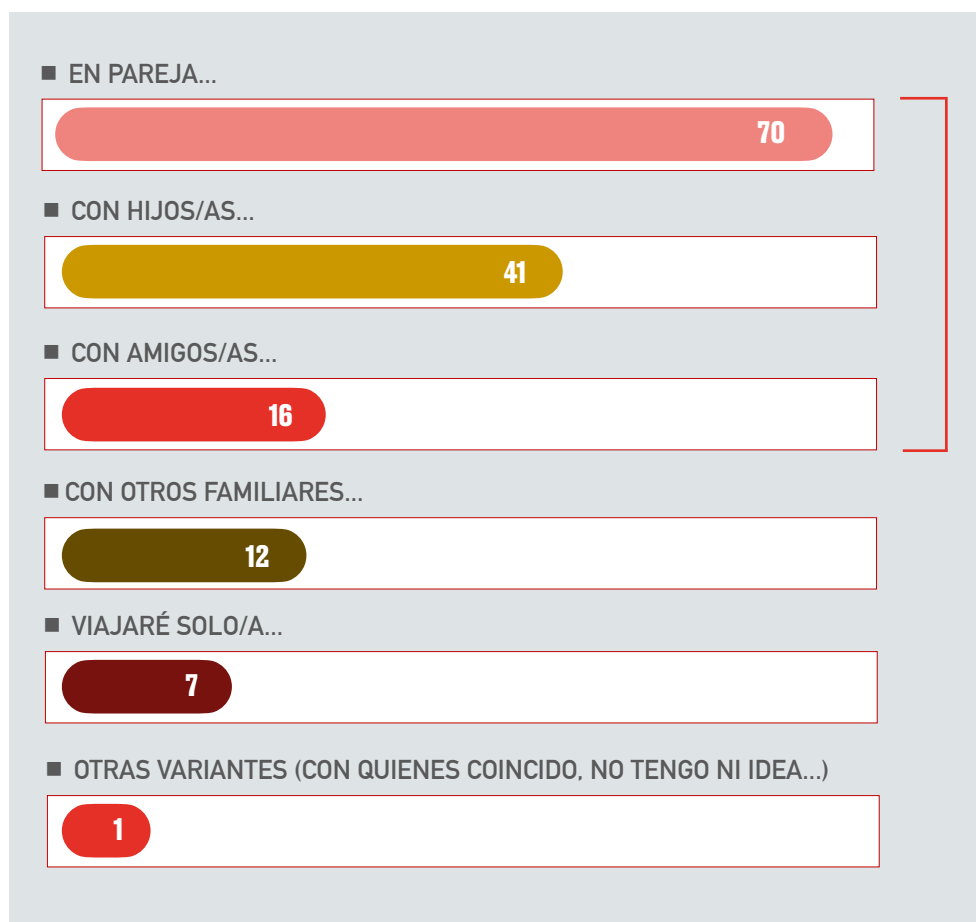 EN PAREJA...
70
CON HIJOS/AS...
41
CON AMIGOS/AS...
16
CON OTROS FAMILIARES...
12
VIAJARÉ SOLO/A...
7
OTRAS VARIANTES (CON QUIENES COINCIDO, NO TENGO NI IDEA...)
1